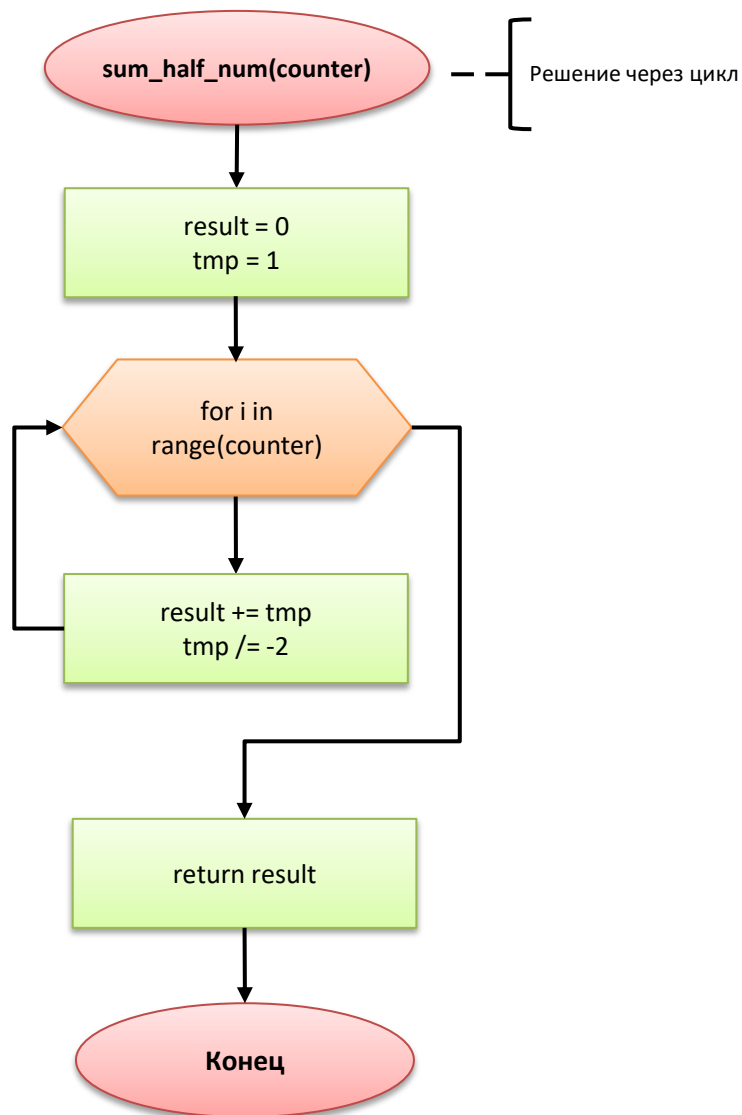 sum_half_num(counter)
Решение через цикл
result = 0
tmp = 1
for i in
range(counter)
result += tmp
tmp /= -2
return result
Конец